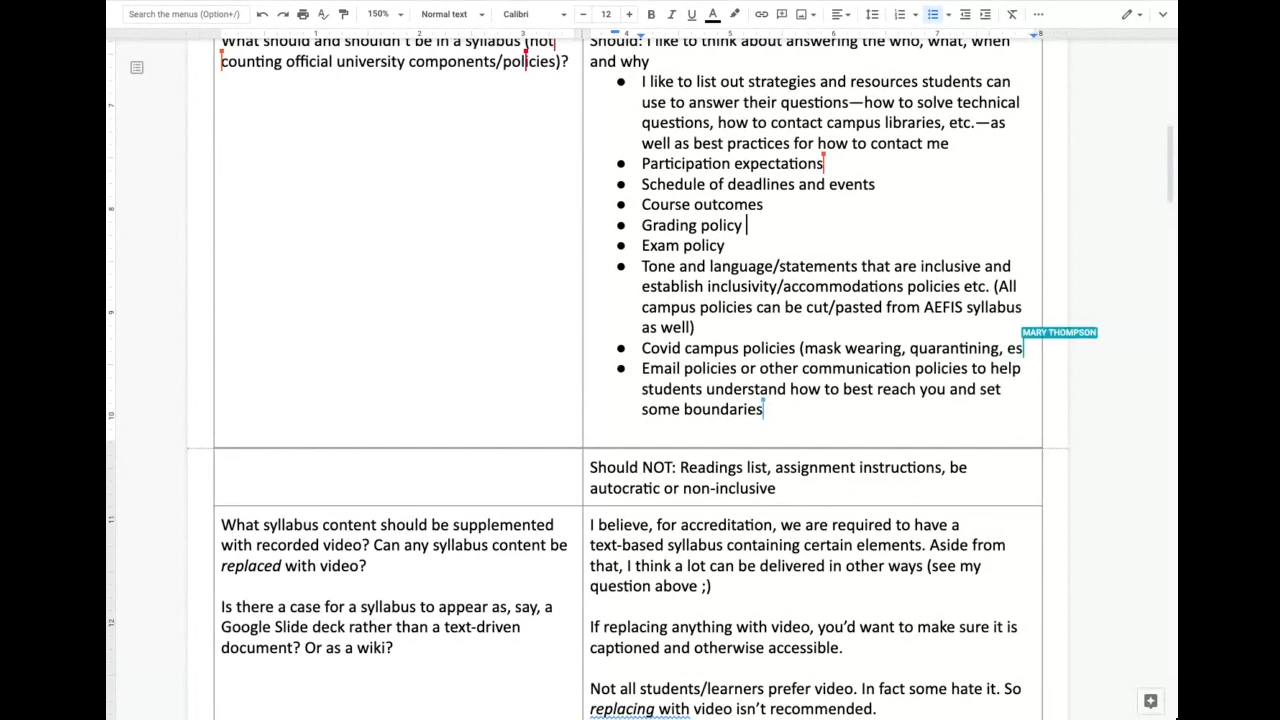 Search the menus (Option+/)
150%
Normal text
Calibri
12
B I U A
3 4 5 6 7 8
What should and shouldn't be in a syllabus (not
counting official university components/policies)?
Should: I like to think about answering the who, what, when
and why
● I like to list out strategies and resources students can
use to answer their questions—how to solve technical
questions, how to contact campus libraries, etc.—as
well as best practices for how to contact me
● Participation expectations
● Schedule of deadlines and events
● Course outcomes
● Grading policy
● Exam policy
● Tone and language/statements that are inclusive and
establish inclusivity/accommodations policies etc. (All
campus policies can be cut/pasted from AEFIS syllabus
as well)
MARY THOMPSON
● Covid campus policies (mask wearing, quarantining, es
● Email policies or other communication policies to help
students understand how to best reach you and set
some boundaries
Should NOT: Readings list, assignment instructions, be
autocratic or non-inclusive
What syllabus content should be supplemented
with recorded video? Can any syllabus content be
replaced with video?
Is there a case for a syllabus to appear as, say, a
Google Slide deck rather than a text-driven
document? Or as a wiki?
I believe, for accreditation, we are required to have a
text-based syllabus containing certain elements. Aside from
that, I think a lot can be delivered in other ways (see my
question above ;)
If replacing anything with video, you'd want to make sure it is
captioned and otherwise accessible.
Not all students/learners prefer video. In fact some hate it. So
replacing with video isn't recommended.
7
8
9
10
11
12